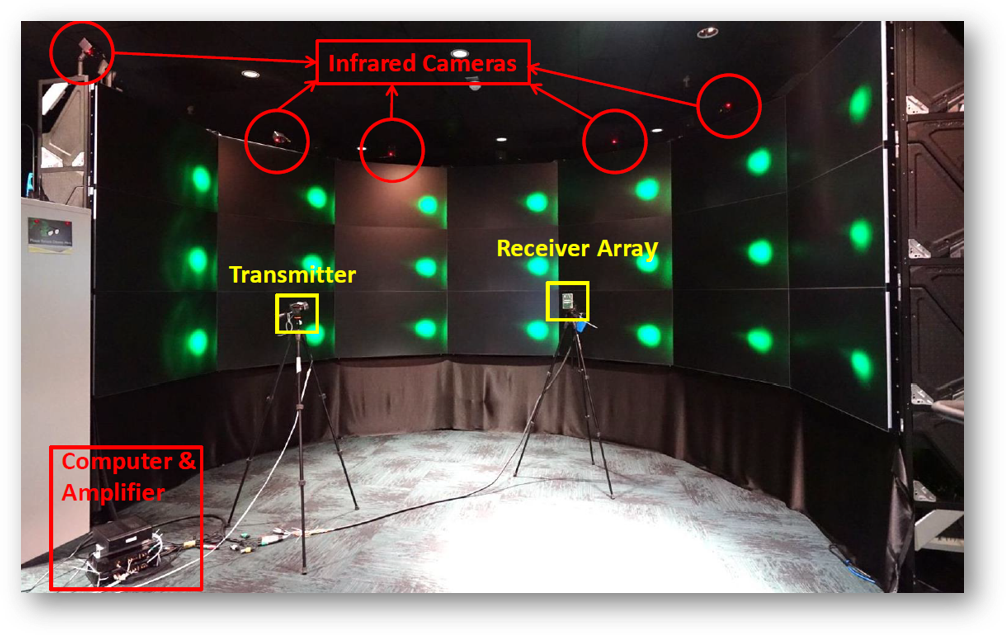 Infrared Cameras
Receiver Array
Transmitter
Computer &
Amplifier